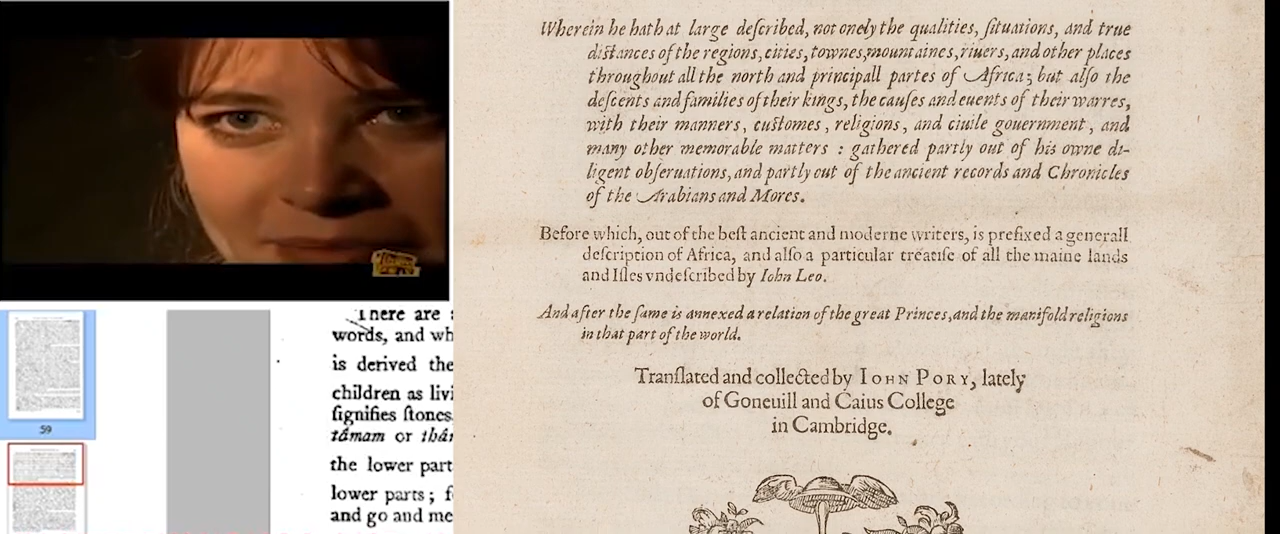 There are
words, and wh
is derived the
children as livi
ſignifies ſtones.
támam or thár
the lower part
lower parts; f
and go and me
59
Wherein he hath at large deſcribed, not onely the qualities, ſituations, and true
diſtances of the regions, cities, townes, mountaines, riuers, and other places
throughout all the north and principall partes of Africa; but alſo the
deſcents and families of their kings, the cauſes and euents of their warres,
with their manners, cuſtomes, religions, and ciuile gouernment, and
many other memorable matters : gathered partly out of his owne di-
ligent obſeruations, and partly out of the ancient records and Chronicles
of the Arabians and Mores.
Before which, out of the beſt ancient and moderne writers, is prefixed a generall
deſcription of Africa, and alſo a particular treatiſe of all the maine lands
and Iſles vndeſcribed by Iohn Leo.
And after the ſame is annexed a relation of the great Princes, and the manifold religions
in that part of the world.
Tranſlated and collected by IOHN PORY, lately
of Goneuill and Caius College
in Cambridge.